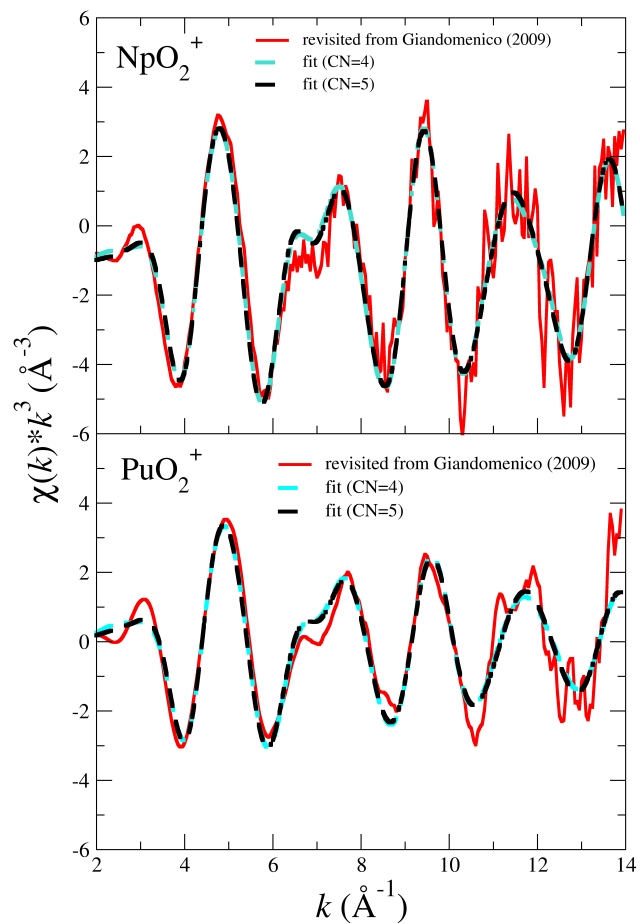 NpO₂⁺
revisited from Giandomenico (2009)
fit (CN=4)
fit (CN=5)
6
4
2
0
-2
-4
-6
χ(k)*k³ (Å⁻³)
PuO₂⁺
revisited from Giandomenico (2009)
fit (CN=4)
fit (CN=5)
4
2
0
-2
-4
-6
2 4 6 8 10 12 14
k (Å⁻¹)